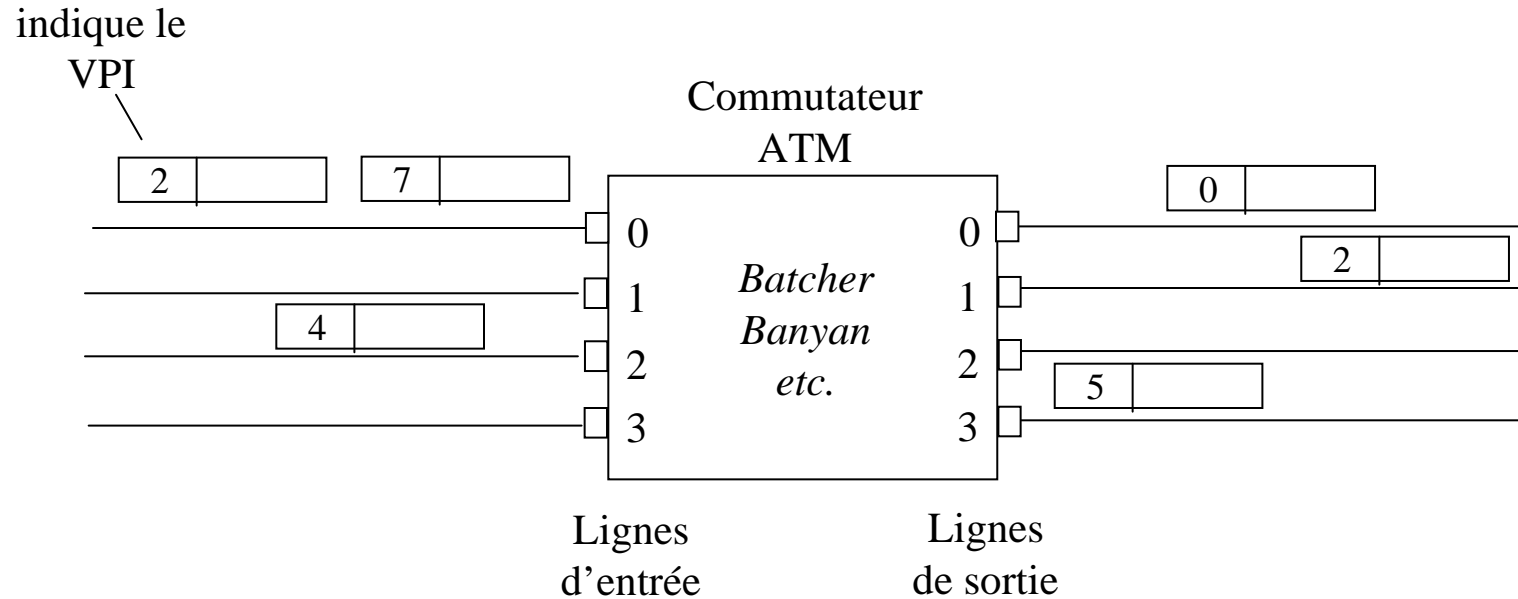 indique le
VPI
Commutateur
ATM
2
7
0
2
4
5
0
1
2
3
Batcher
Banyan
etc.
0
1
2
3
Lignes
d'entrée
Lignes
de sortie